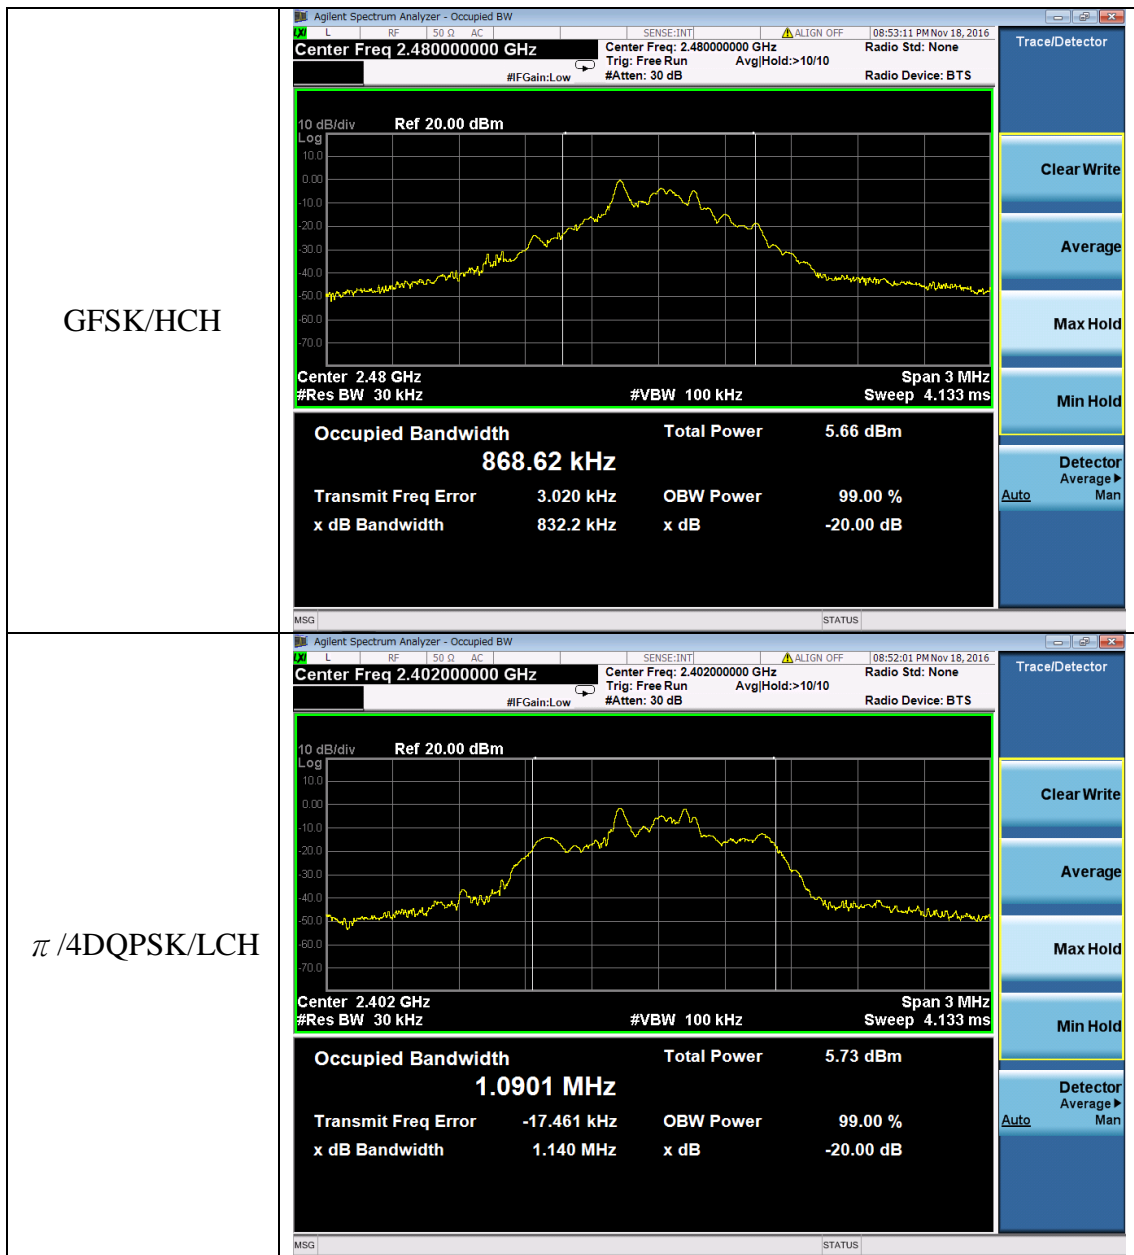 GFSK/HCH
Agilent Spectrum Analyzer - Occupied BW
LXI L RF 50 Ω AC SENSE:INT ALIGN OFF 08:53:11 PM Nov 18, 2016
Center Freq 2.480000000 GHz
Center Freq: 2.480000000 GHz Radio Std: None
Trig: Free Run Avg|Hold:>10/10
#IFGain:Low #Atten: 30 dB Radio Device: BTS
Trace/Detector
10 dB/div Ref 20.00 dBm
Log
10.0
0.00
-10.0
-20.0
-30.0
-40.0
-50.0
-60.0
-70.0
Center 2.48 GHz Span 3 MHz
#Res BW 30 kHz #VBW 100 kHz Sweep 4.133 ms
Clear Write
Average
Max Hold
Min Hold
Detector
Average
Auto Man
Occupied Bandwidth Total Power 5.66 dBm
868.62 kHz
Transmit Freq Error 3.020 kHz OBW Power 99.00 %
x dB Bandwidth 832.2 kHz x dB -20.00 dB
MSG STATUS
π/4DQPSK/LCH
Agilent Spectrum Analyzer - Occupied BW
LXI L RF 50 Ω AC SENSE:INT ALIGN OFF 08:52:01 PM Nov 18, 2016
Center Freq 2.402000000 GHz
Center Freq: 2.402000000 GHz Radio Std: None
Trig: Free Run Avg|Hold:>10/10
#IFGain:Low #Atten: 30 dB Radio Device: BTS
Trace/Detector
10 dB/div Ref 20.00 dBm
Log
10.0
0.00
-10.0
-20.0
-30.0
-40.0
-50.0
-60.0
-70.0
Center 2.402 GHz Span 3 MHz
#Res BW 30 kHz #VBW 100 kHz Sweep 4.133 ms
Clear Write
Average
Max Hold
Min Hold
Detector
Average
Auto Man
Occupied Bandwidth Total Power 5.73 dBm
1.0901 MHz
Transmit Freq Error -17.461 kHz OBW Power 99.00 %
x dB Bandwidth 1.140 MHz x dB -20.00 dB
MSG STATUS